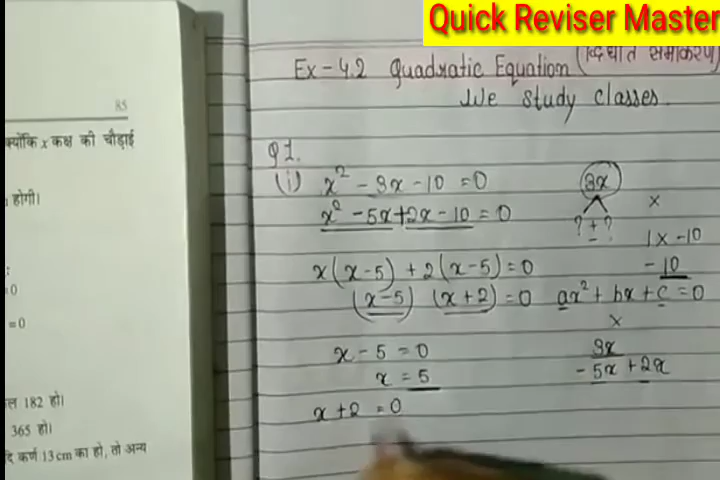 Quick Reviser Master
85
क्योंकि x कक्ष की चौड़ाई
होगी।
:
0
= 0
ल 182 हो।
365 हो।
दि कर्ण 13 cm का हो, तो अन्य
Ex - 4.2 Quadratic Equation (द्विघात समीकरण)
We study classes.
Q1.
(i) x² - 3x - 10 = 0
x² - 5x + 2x - 10 = 0
x(x-5) + 2(x-5) = 0
(x-5) (x+2) = 0
x - 5 = 0
x = 5
x + 2 = 0
3x
x
? + ?
1 x -10
- 10
ax² + bx + c = 0
x
3x
- 5x + 2x